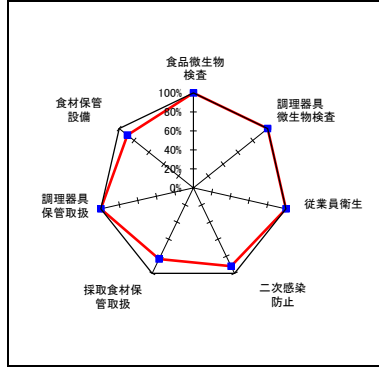 食品微生物
検査
調理器具
微生物検査
従業員衛生
二次感染
防止
採取食材保
管取扱
調理器具
保管取扱
食材保管
設備
100%
80%
60%
40%
20%
0%